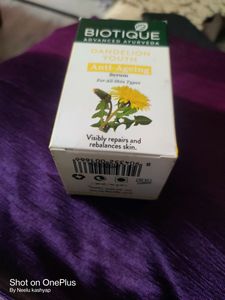 BIOTIQUE
ADVANCED AYURVEDA
DANDELION
YOUTH
Anti-Ageing
Serum
For All Skin Types
Visibly repairs and
rebalances skin.
Shot on OnePlus
By Neelu kashyap